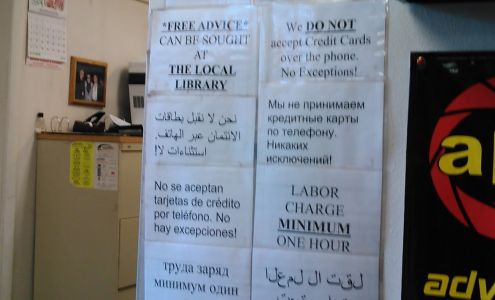 *FREE ADVICE*
CAN BE SOUGHT
AT
THE LOCAL
LIBRARY
We DO NOT
accept Credit Cards
over the phone.
No Exceptions!
نحن لا نقبل بطاقات
الائتمان عبر الهاتف.
استثناءات لا!
Мы не принимаем
кредитные карты
по телефону.
Никаких
исключений!
No se aceptan
tarjetas de crédito
por teléfono. No
hay excepciones!
LABOR
CHARGE
MINIMUM
ONE HOUR
труда заряд
минимум один
ل ق ت ا ل ل م ع ا ل
a
adv